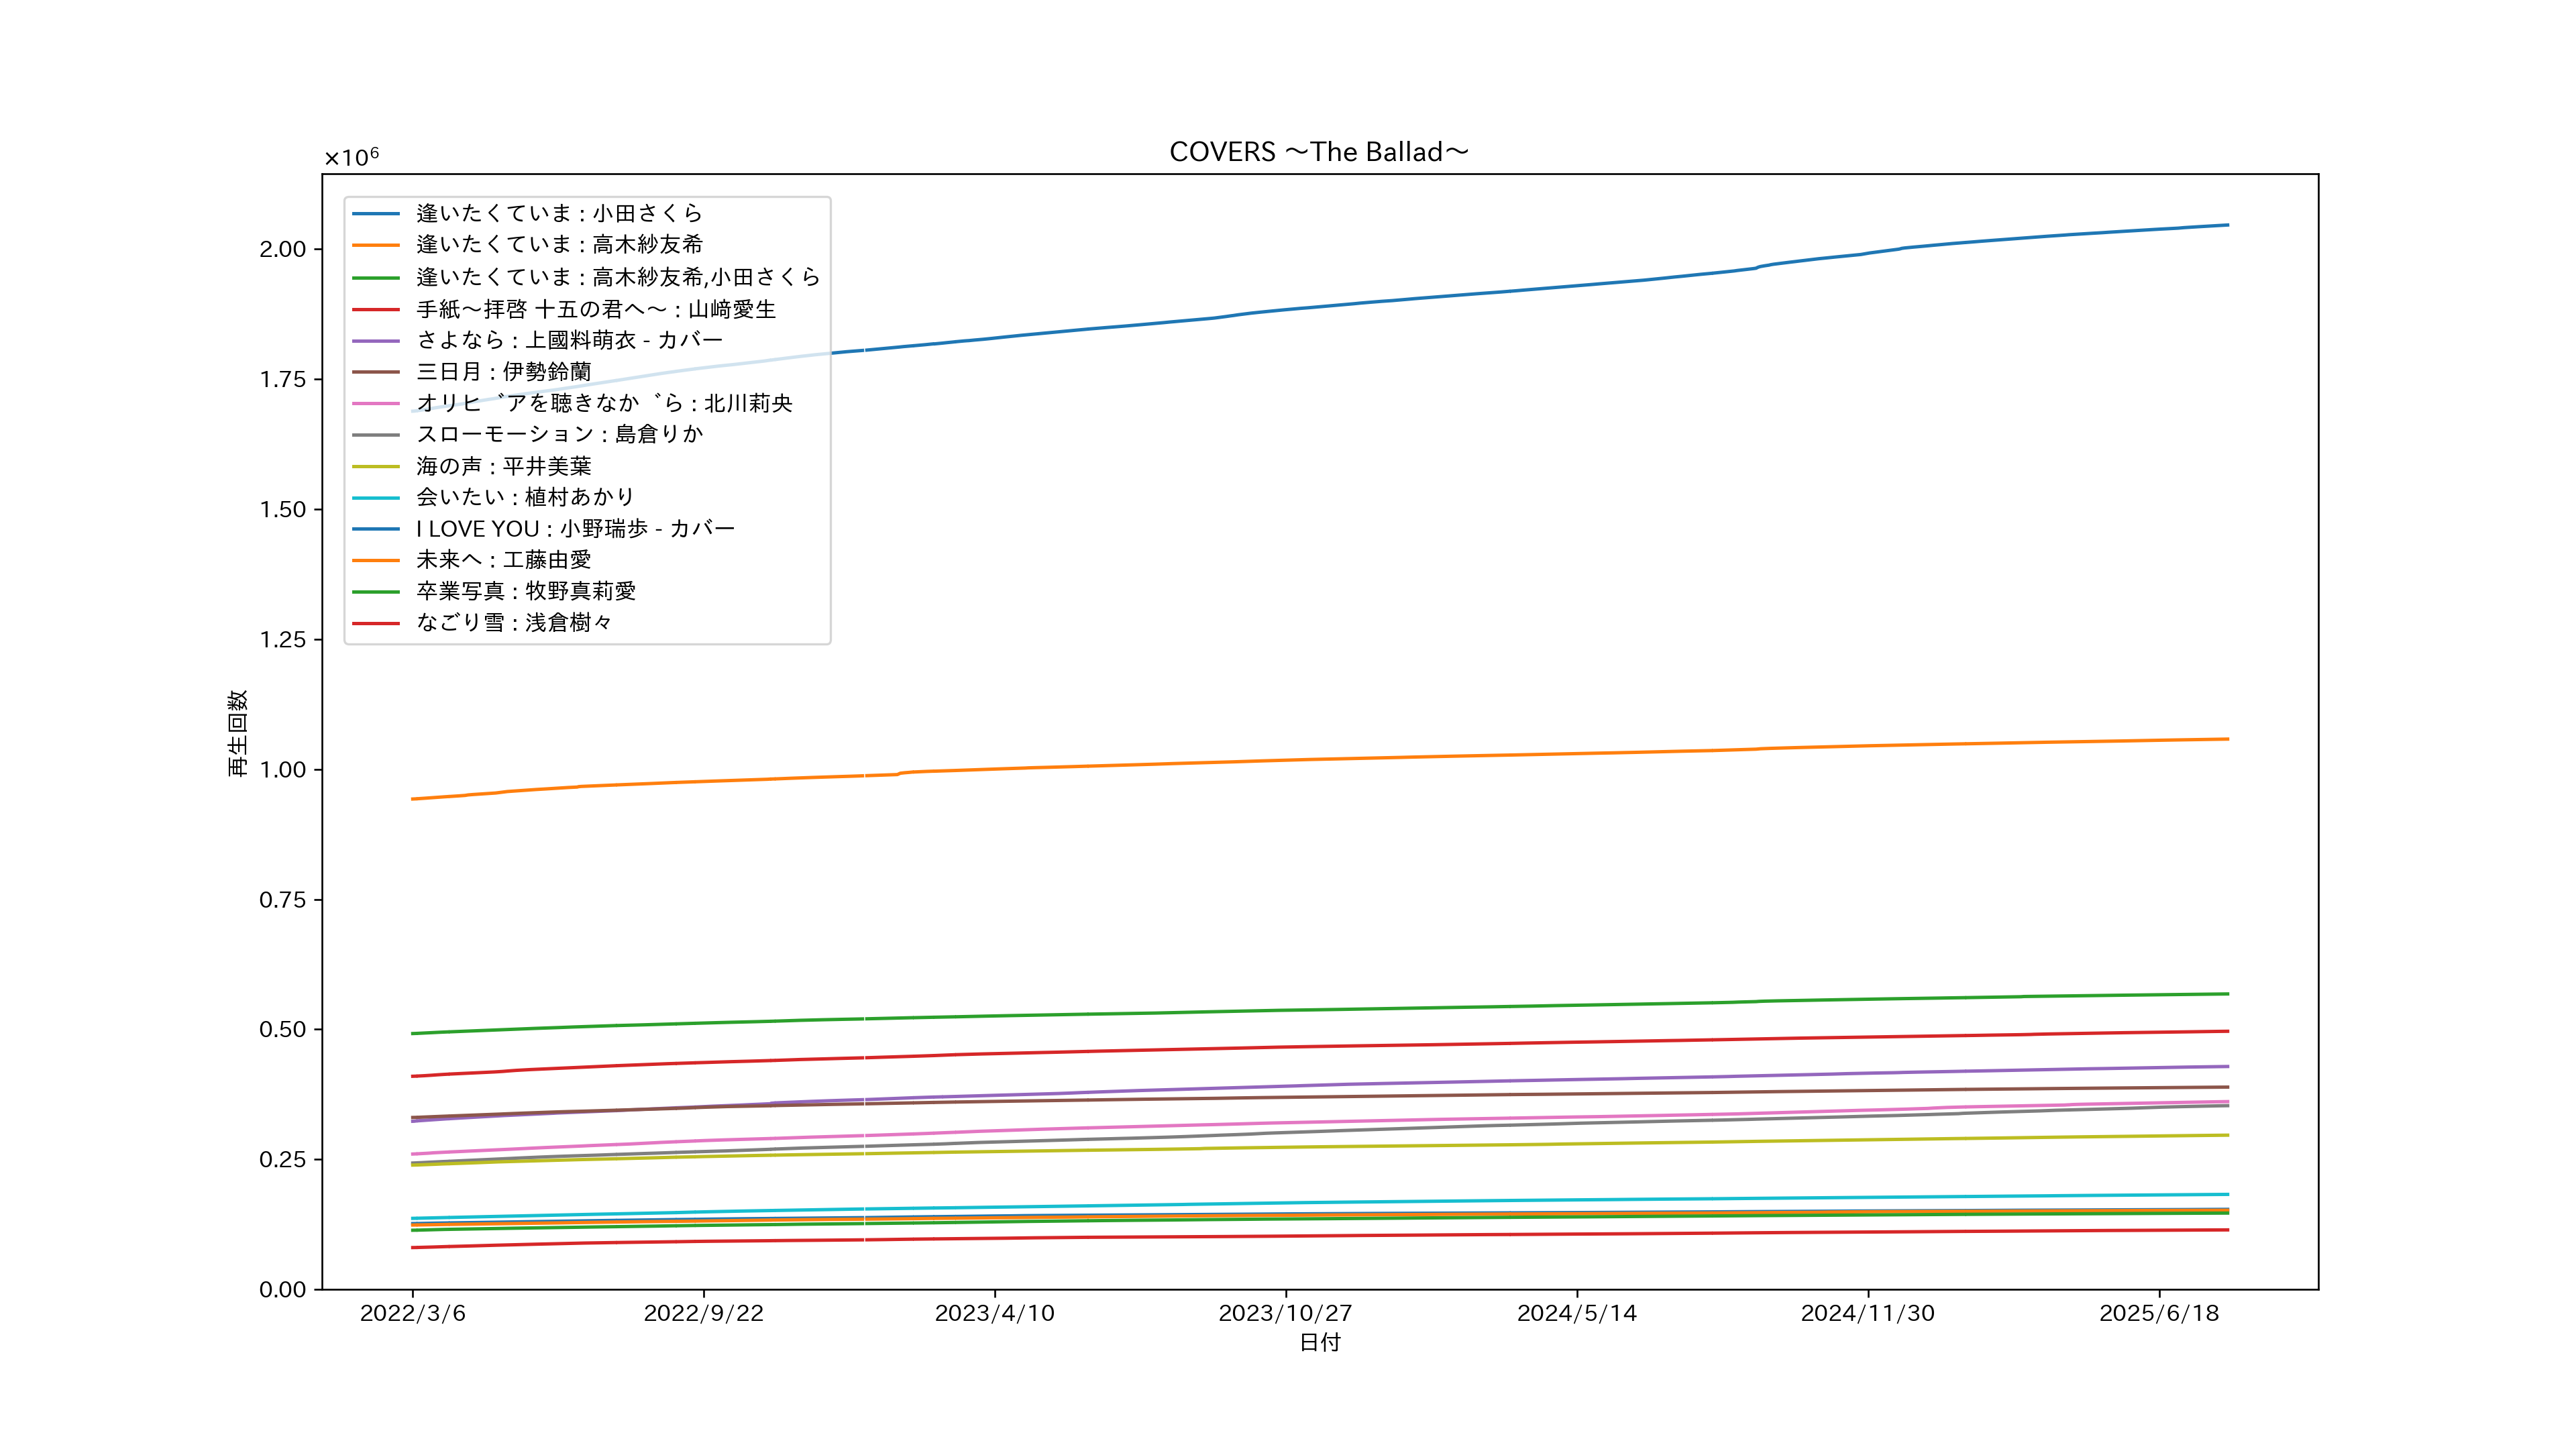 COVERS ～The Ballad～
×10⁶
2.00
1.75
1.50
1.25
1.00
0.75
0.50
0.25
0.00
再生回数
逢いたくていま : 小田さくら
逢いたくていま : 高木紗友希
逢いたくていま : 高木紗友希,小田さくら
手紙～拝啓 十五の君へ～ : 山﨑愛生
さよなら : 上國料萌衣 - カバー
三日月 : 伊勢鈴蘭
オリビアを聴きながら : 北川莉央
スローモーション : 島倉りか
海の声 : 平井美葉
会いたい : 植村あかり
I LOVE YOU : 小野瑞歩 - カバー
未来へ : 工藤由愛
卒業写真 : 牧野真莉愛
なごり雪 : 浅倉樹々
2022/3/6
2022/9/22
2023/4/10
2023/10/27
2024/5/14
2024/11/30
2025/6/18
日付